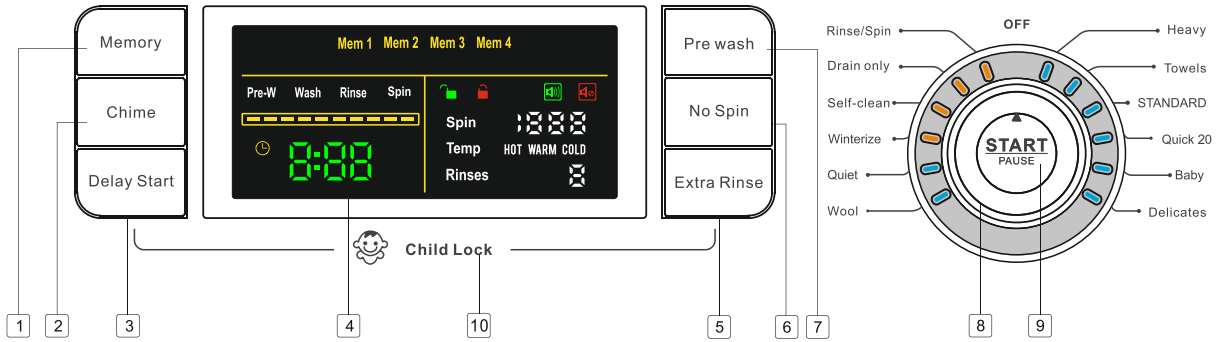 Memory
Chime
Delay Start
Mem 1 Mem 2 Mem 3 Mem 4
Pre-W Wash Rinse Spin
8:88
Spin 1888
Temp HOT WARM COLD
Rinses 8
Pre wash
No Spin
Extra Rinse
Child Lock
OFF
Rinse/Spin
Drain only
Self-clean
Winterize
Quiet
Wool
Heavy
Towels
STANDARD
Quick 20
Baby
Delicates
START
PAUSE
1 2 3 4 10 5 6 7 8 9